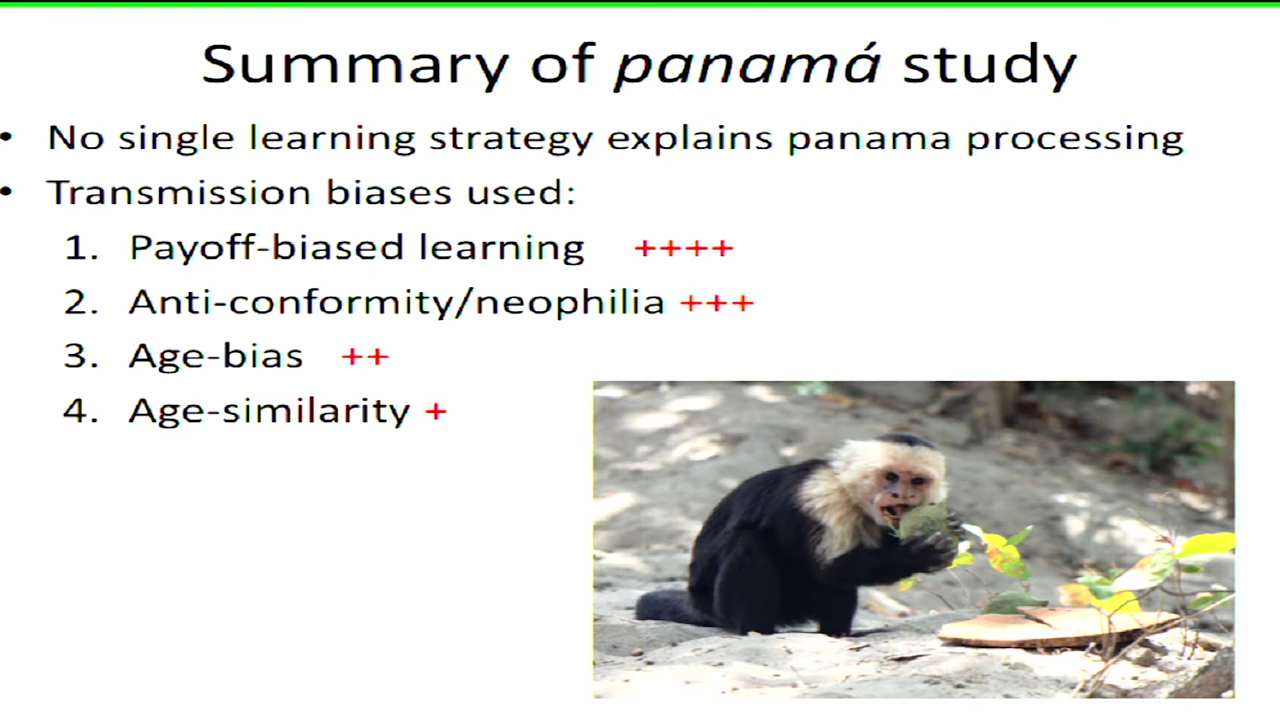 Summary of panamá study
• No single learning strategy explains panama processing
• Transmission biases used:
1. Payoff-biased learning ++++
2. Anti-conformity/neophilia +++
3. Age-bias ++
4. Age-similarity +